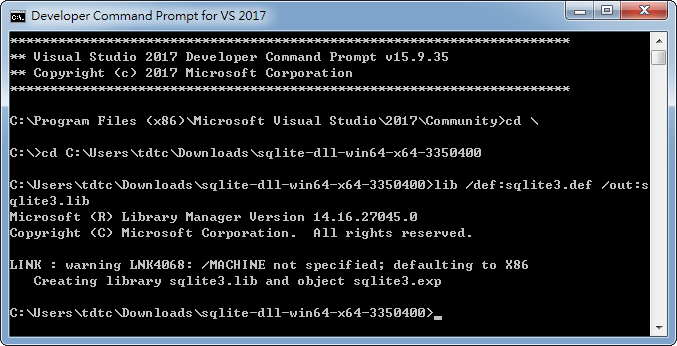 Developer Command Prompt for VS 2017
**********************************************************************
** Visual Studio 2017 Developer Command Prompt v15.9.35
** Copyright (c) 2017 Microsoft Corporation
**********************************************************************
C:\Program Files (x86)\Microsoft Visual Studio\2017\Community>cd \
C:\>cd C:\Users\tdtc\Downloads\sqlite-dll-win64-x64-3350400
C:\Users\tdtc\Downloads\sqlite-dll-win64-x64-3350400>lib /def:sqlite3.def /out:s
qlite3.lib
Microsoft (R) Library Manager Version 14.16.27045.0
Copyright (C) Microsoft Corporation.  All rights reserved.
LINK : warning LNK4068: /MACHINE not specified; defaulting to X86
   Creating library sqlite3.lib and object sqlite3.exp
C:\Users\tdtc\Downloads\sqlite-dll-win64-x64-3350400>_